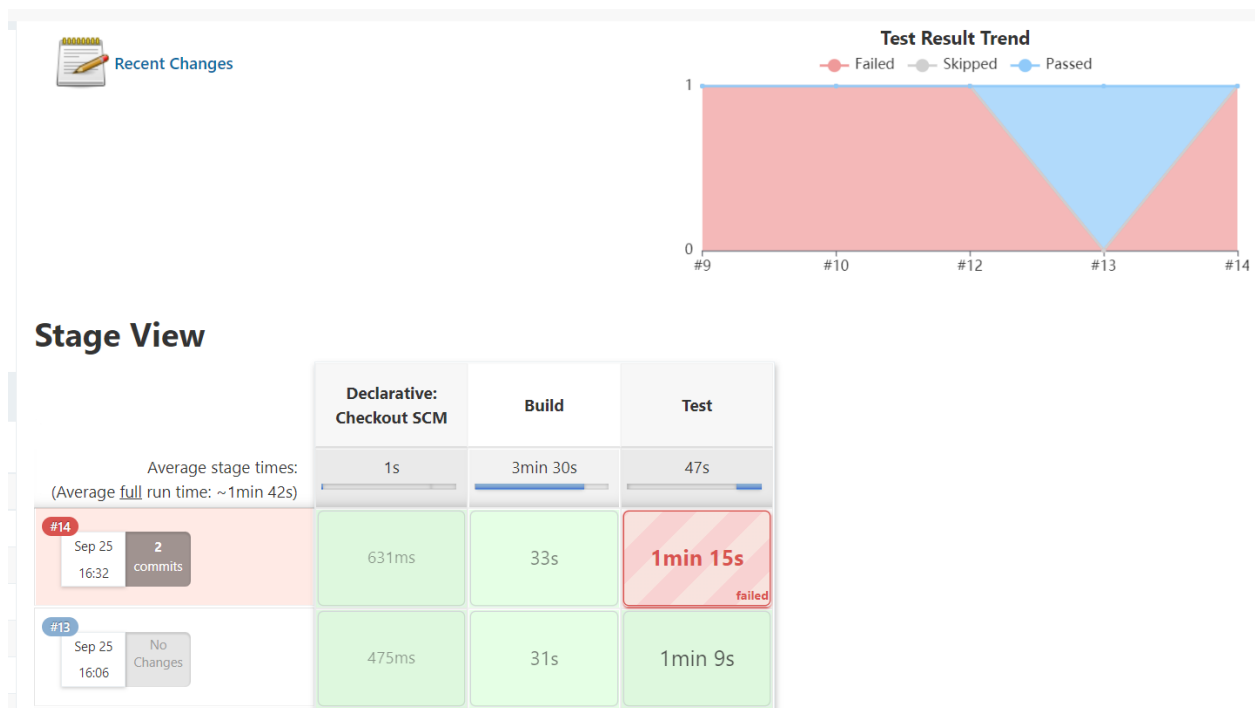 Recent Changes
Test Result Trend
Failed Skipped Passed
1
0
#9 #10 #12 #13 #14
Stage View
Declarative:
Checkout SCM
Build
Test
Average stage times:
(Average full run time: ~1min 42s)
1s
3min 30s
47s
#14
Sep 25
16:32
2
commits
631ms
33s
1min 15s
failed
#13
Sep 25
16:06
No
Changes
475ms
31s
1min 9s